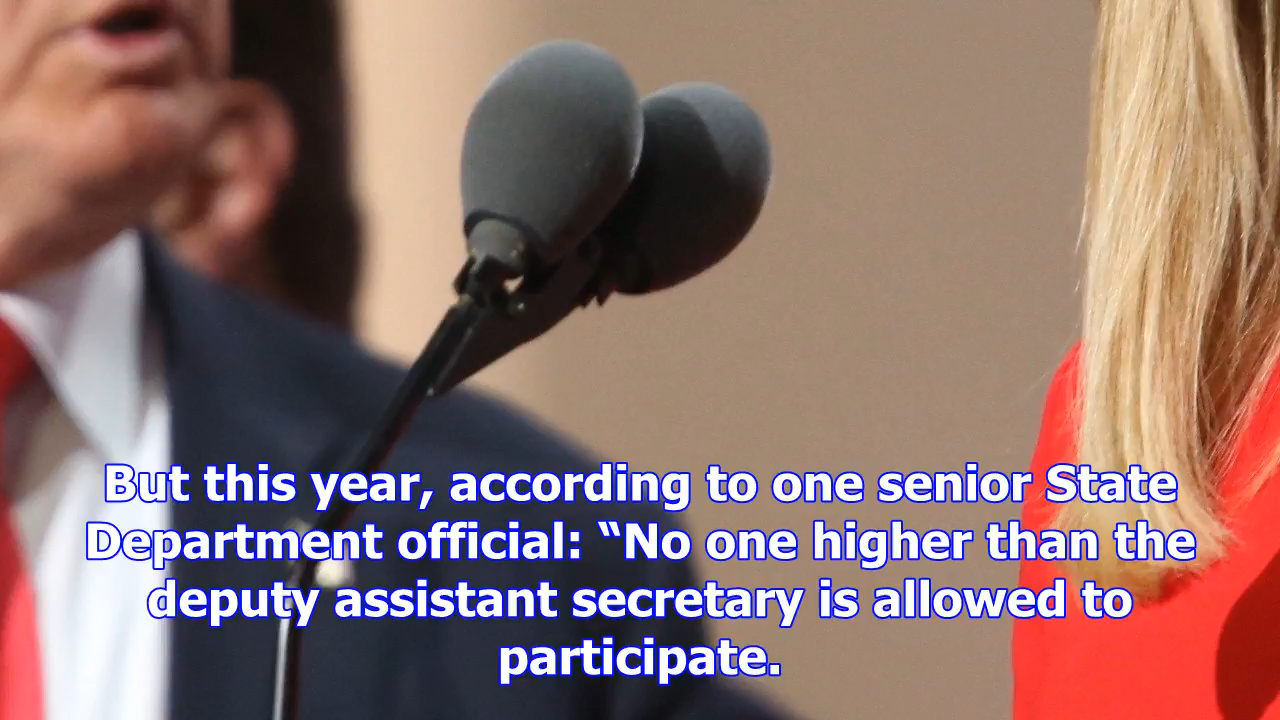 But this year, according to one senior State
Department official: “No one higher than the
deputy assistant secretary is allowed to
participate.